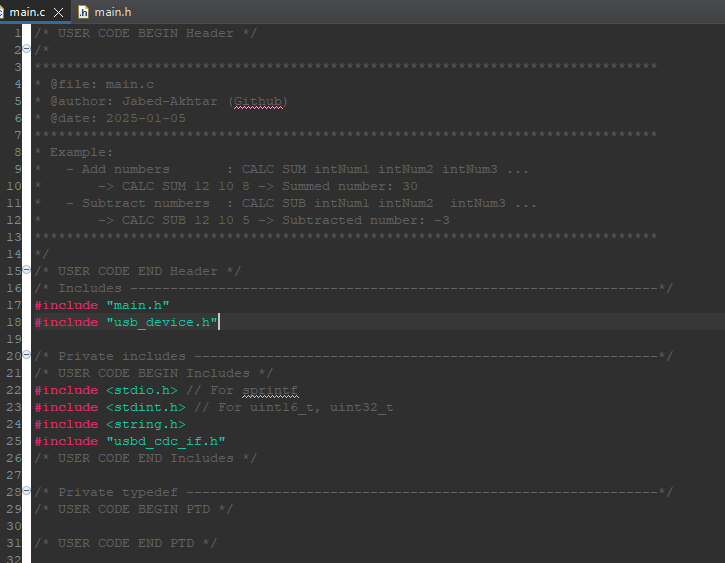 main.c
main.h
1 /* USER CODE BEGIN Header */
2 /*
3 ******************************************************************************
4 * @file: main.c
5 * @author: Jabed-Akhtar (Github)
6 * @date: 2025-01-05
7 ******************************************************************************
8 * Example:
9 *   - Add numbers       : CALC SUM intNum1 intNum2 intNum3 ...
10 *       -> CALC SUM 12 10 8 -> Summed number: 30
11 *   - Subtract numbers  : CALC SUB intNum1 intNum2  intNum3 ...
12 *       -> CALC SUB 12 10 5 -> Subtracted number: -3
13 ******************************************************************************
14 */
15 /* USER CODE END Header */
16 /* Includes ------------------------------------------------------------------*/
17 #include "main.h"
18 #include "usb_device.h"
19
20 /* Private includes ----------------------------------------------------------*/
21 /* USER CODE BEGIN Includes */
22 #include <stdio.h> // For sprintf
23 #include <stdint.h> // For uint16_t, uint32_t
24 #include <string.h>
25 #include "usbd_cdc_if.h"
26 /* USER CODE END Includes */
27
28 /* Private typedef -----------------------------------------------------------*/
29 /* USER CODE BEGIN PTD */
30
31 /* USER CODE END PTD */
32